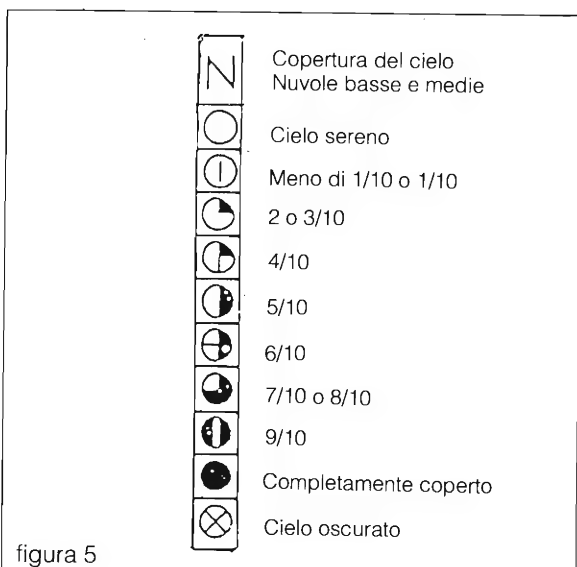 N
Copertura del cielo
Nuvole basse e medie
Cielo sereno
Meno di 1/10 o 1/10
2 o 3/10
4/10
5/10
6/10
7/10 o 8/10
9/10
Completamente coperto
Cielo oscurato
figura 5